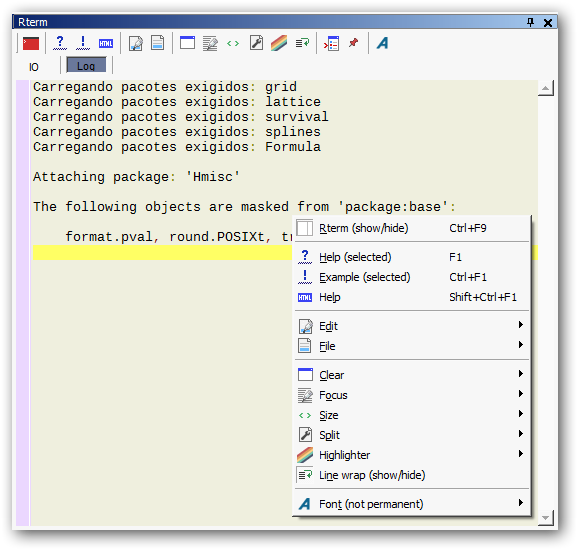 Rterm
IO
Log
Carregando pacotes exigidos: grid
Carregando pacotes exigidos: lattice
Carregando pacotes exigidos: survival
Carregando pacotes exigidos: splines
Carregando pacotes exigidos: Formula
Attaching package: 'Hmisc'
The following objects are masked from 'package:base':
format.pval, round.POSIXt,
Rterm (show/hide) Ctrl+F9
Help (selected) F1
Example (selected) Ctrl+F1
HTML Help Shift+Ctrl+F1
Edit
File
Clear
Focus
Size
Split
Highlighter
Line wrap (show/hide)
Font (not permanent)